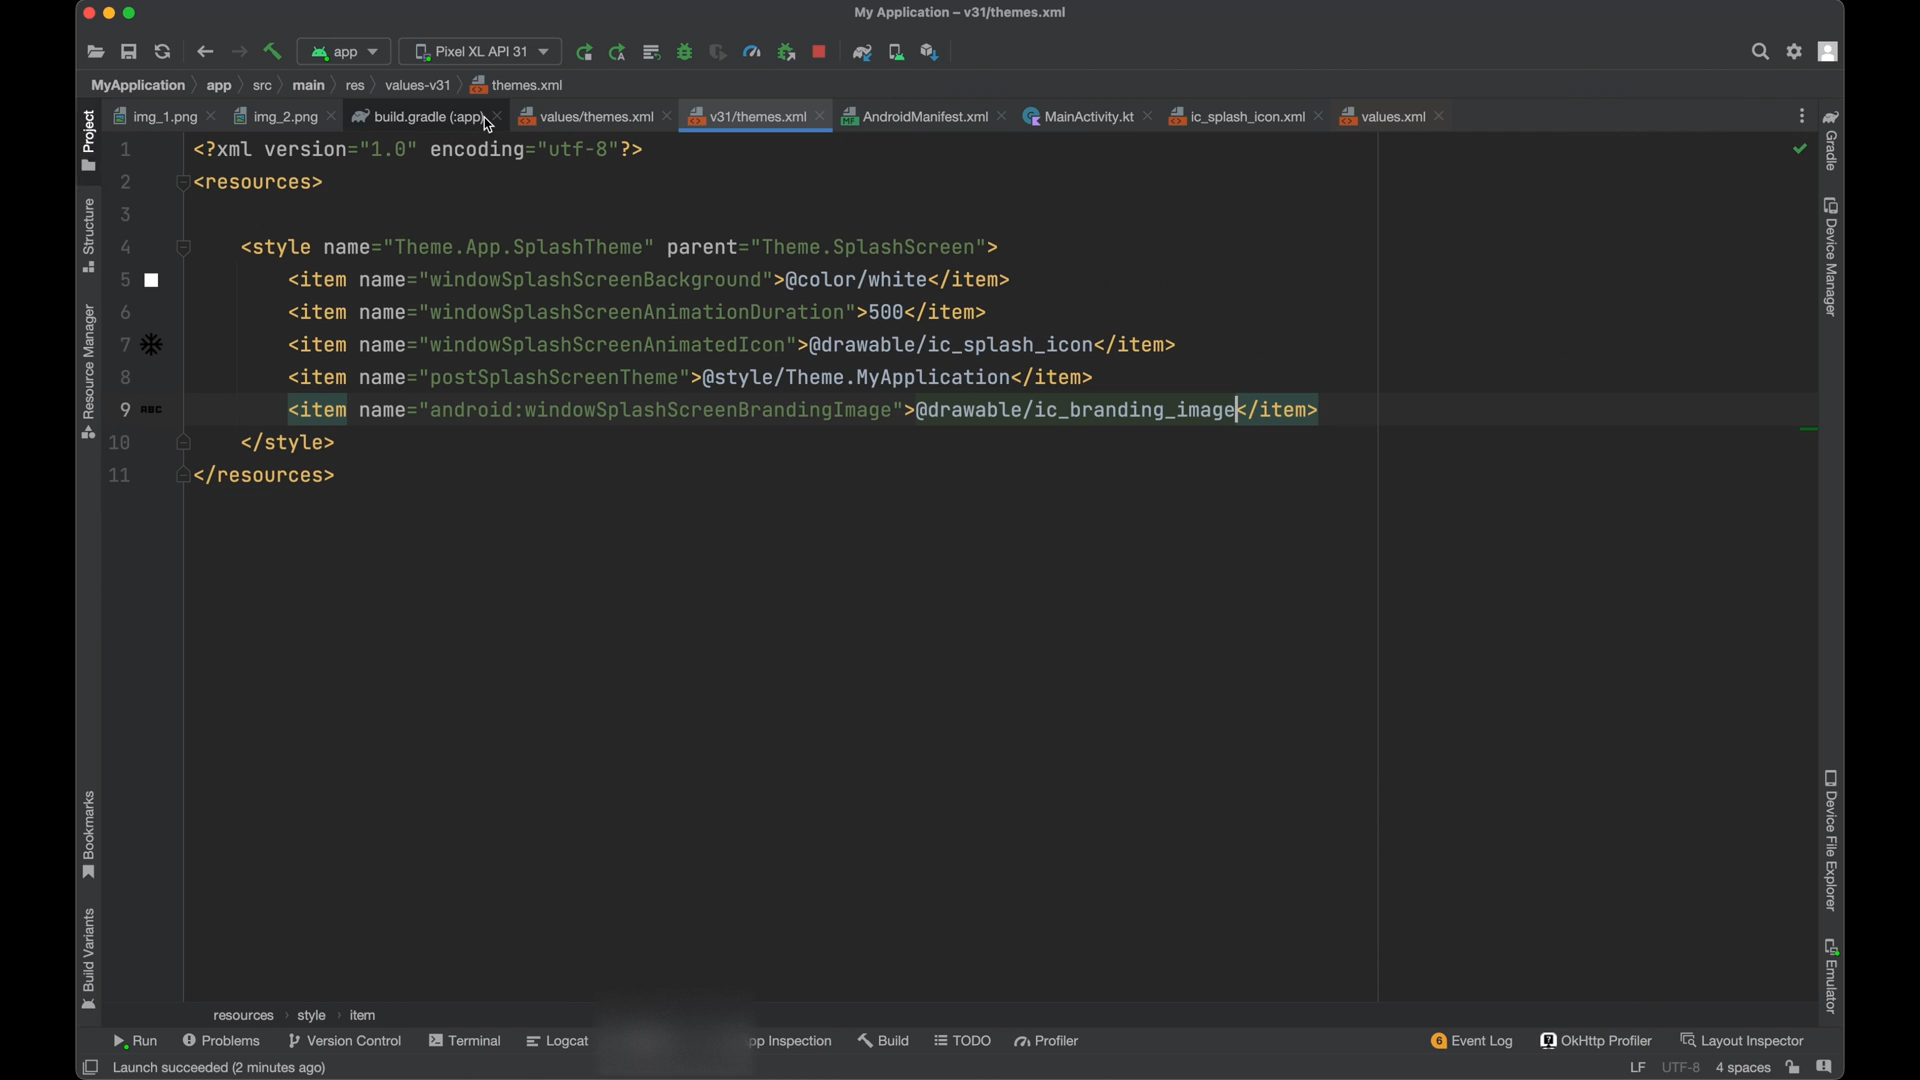 My Application – v31/themes.xml
app
Pixel XL API 31
MyApplication app src main res values-v31 themes.xml
img_1.png img_2.png build.gradle (:app) values/themes.xml v31/themes.xml AndroidManifest.xml MainActivity.kt ic_splash_icon.xml values.xml
Project
Structure
Resource Manager
Bookmarks
Build Variants
1 <?xml version="1.0" encoding="utf-8"?>
2 <resources>
3
4 <style name="Theme.App.SplashTheme" parent="Theme.SplashScreen">
5 <item name="windowSplashScreenBackground">@color/white</item>
6 <item name="windowSplashScreenAnimationDuration">500</item>
7 <item name="windowSplashScreenAnimatedIcon">@drawable/ic_splash_icon</item>
8 <item name="postSplashScreenTheme">@style/Theme.MyApplication</item>
9 ABC <item name="android:windowSplashScreenBrandingImage">@drawable/ic_branding_image</item>
10 </style>
11 </resources>
Gradle
Device Manager
Device File Explorer
Emulator
resources style item
Run Problems Version Control Terminal Logcat Inspection Build TODO Profiler 6 Event Log OkHttp Profiler Layout Inspector
Launch succeeded (2 minutes ago) LF UTF-8 4 spaces